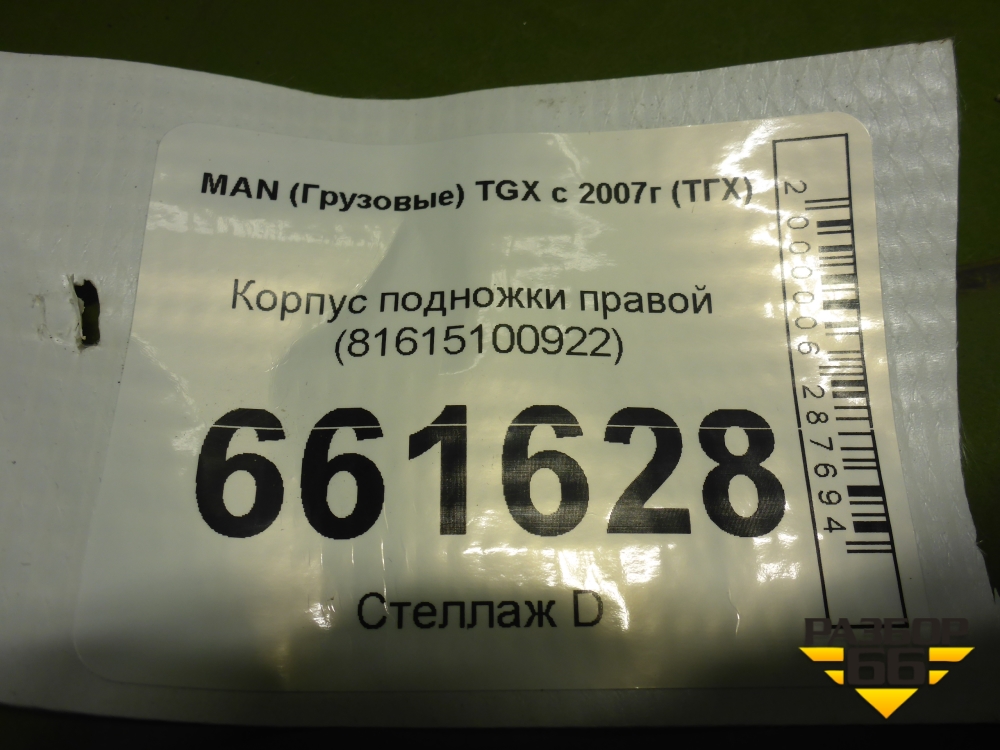 MAN (Грузовые) TGX с 2007г (ТГХ)
Корпус подножки правой
(81615100922)
661628
Стеллаж D
2000006287694
РАЗБОР
66